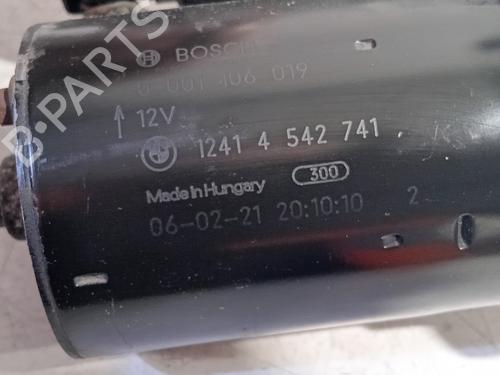 BOSCH
0 001 106 019
12V
1241 4 542 741
Made in Hungary 300
06-02-21 20:10:10 2
B-PARTS